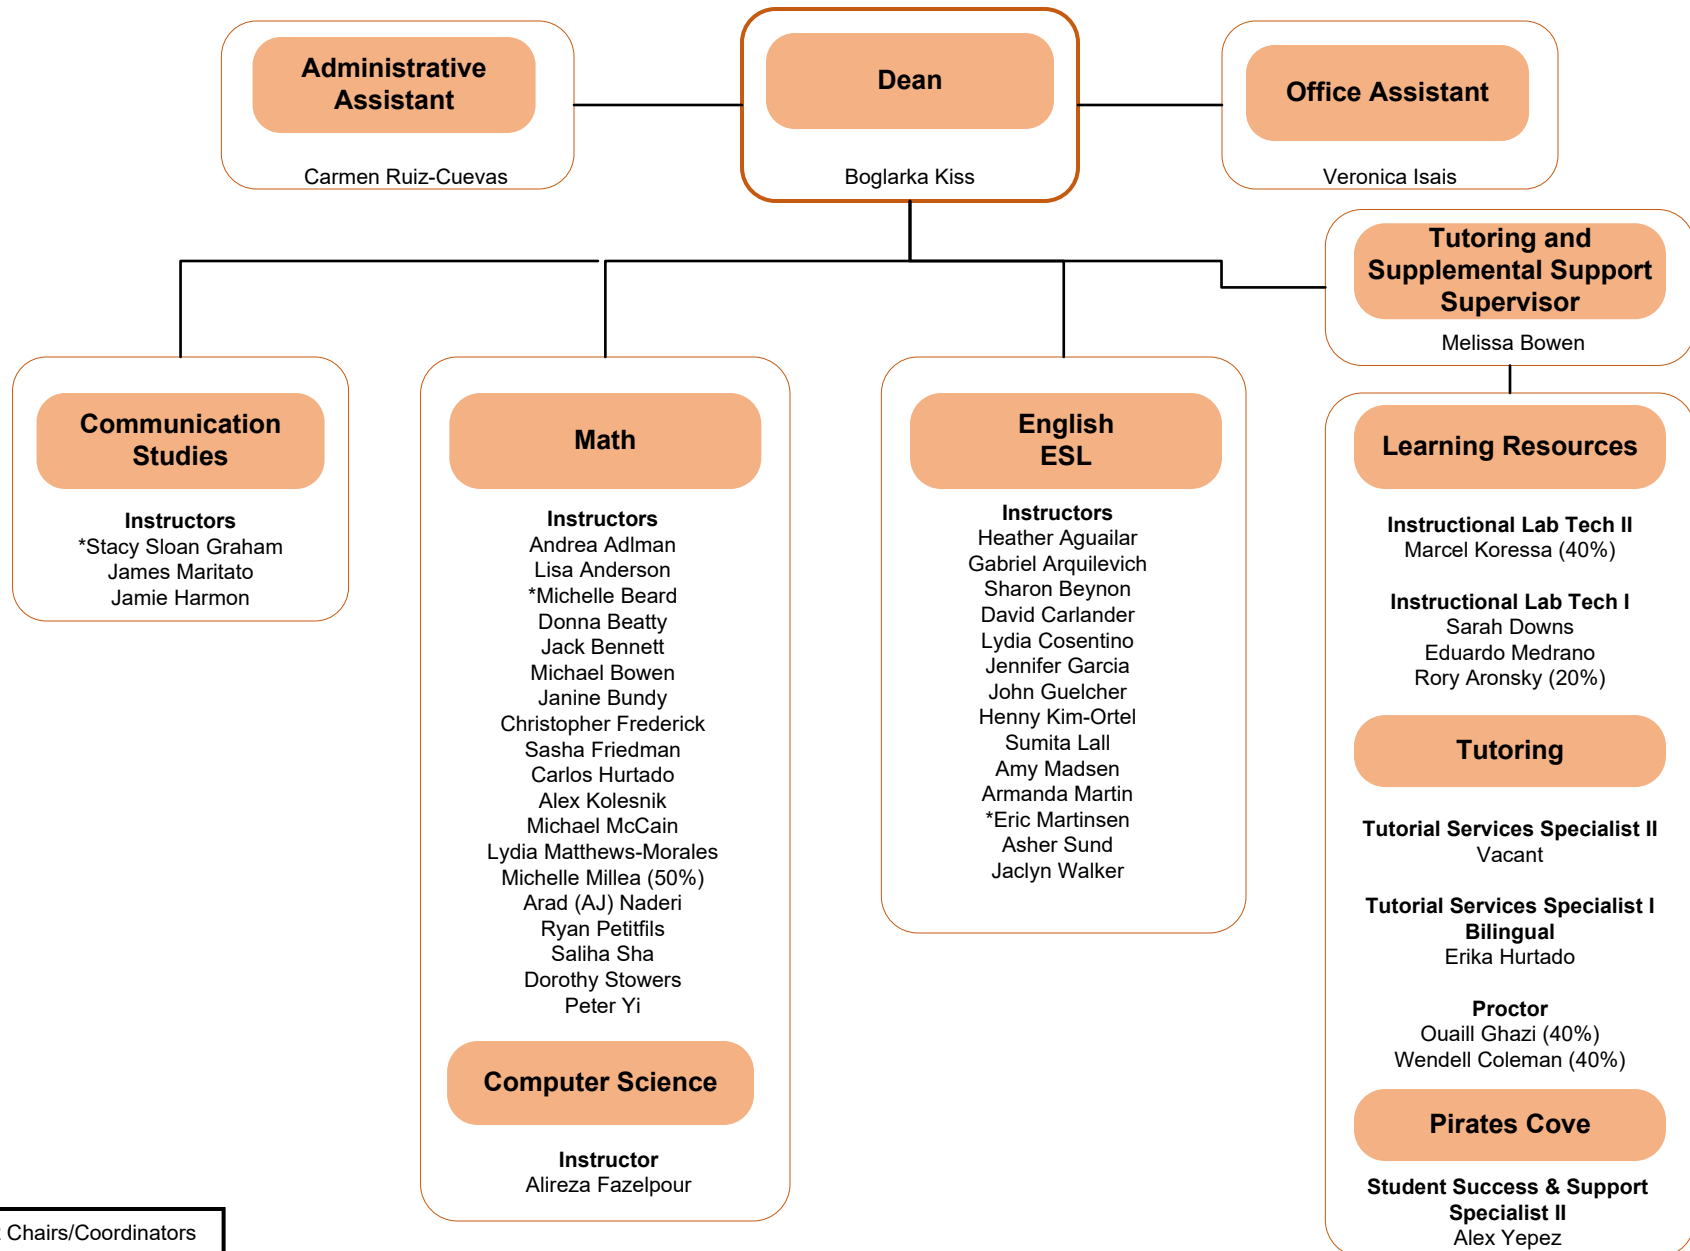 Administrative
Assistant
Carmen Ruiz-Cuevas
Dean
Boglarka Kiss
Office Assistant
Veronica Isais
Tutoring and
Supplemental Support
Supervisor
Melissa Bowen
Communication
Studies
Instructors
*Stacy Sloan Graham
James Maritato
Jamie Harmon
Math
Instructors
Andrea Adlman
Lisa Anderson
*Michelle Beard
Donna Beatty
Jack Bennett
Michael Bowen
Janine Bundy
Christopher Frederick
Sasha Friedman
Carlos Hurtado
Alex Kolesnik
Michael McCain
Lydia Matthews-Morales
Michelle Millea (50%)
Arad (AJ) Naderi
Ryan Petitfils
Saliha Sha
Dorothy Stowers
Peter Yi
Computer Science
Instructor
Alireza Fazelpour
English
ESL
Instructors
Heather Aguailar
Gabriel Arquilevich
Sharon Beynon
David Carlander
Lydia Cosentino
Jennifer Garcia
John Guelcher
Henny Kim-Ortel
Sumita Lall
Amy Madsen
Armanda Martin
*Eric Martinsen
Asher Sund
Jaclyn Walker
Learning Resources
Instructional Lab Tech II
Marcel Koressa (40%)
Instructional Lab Tech I
Sarah Downs
Eduardo Medrano
Rory Aronsky (20%)
Tutoring
Tutorial Services Specialist II
Vacant
Tutorial Services Specialist I
Bilingual
Erika Hurtado
Proctor
Ouaill Ghazi (40%)
Wendell Coleman (40%)
Pirates Cove
Student Success & Support
Specialist II
Alex Yepez
Chairs/Coordinators